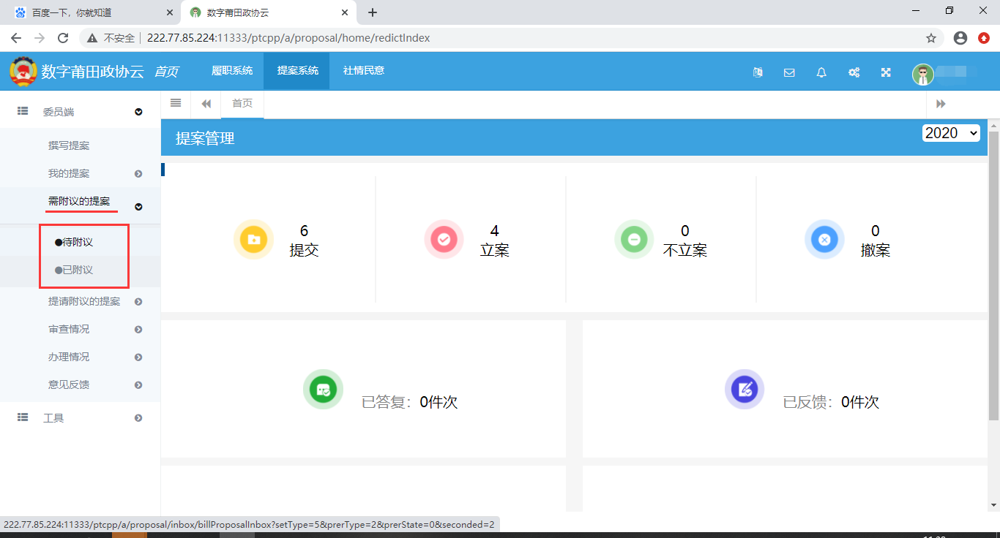 百度一下，你就知道
数字莆田政协云
不安全
222.77.85.224:11333/ptcpp/a/proposal/home/redictIndex
数字莆田政协云 首页 履职系统 提案系统 社情民意
委员端
首页
撰写提案
我的提案
需附议的提案
待附议
已附议
提请附议的提案
审查情况
办理情况
意见反馈
工具
提案管理
2020
6
提交
4
立案
0
不立案
0
撤案
已答复：0件次
已反馈：0件次
222.77.85.224:11333/ptcpp/a/proposal/inbox/billProposalInbox?setType=5&prerType=2&prerState=0&seconded=2